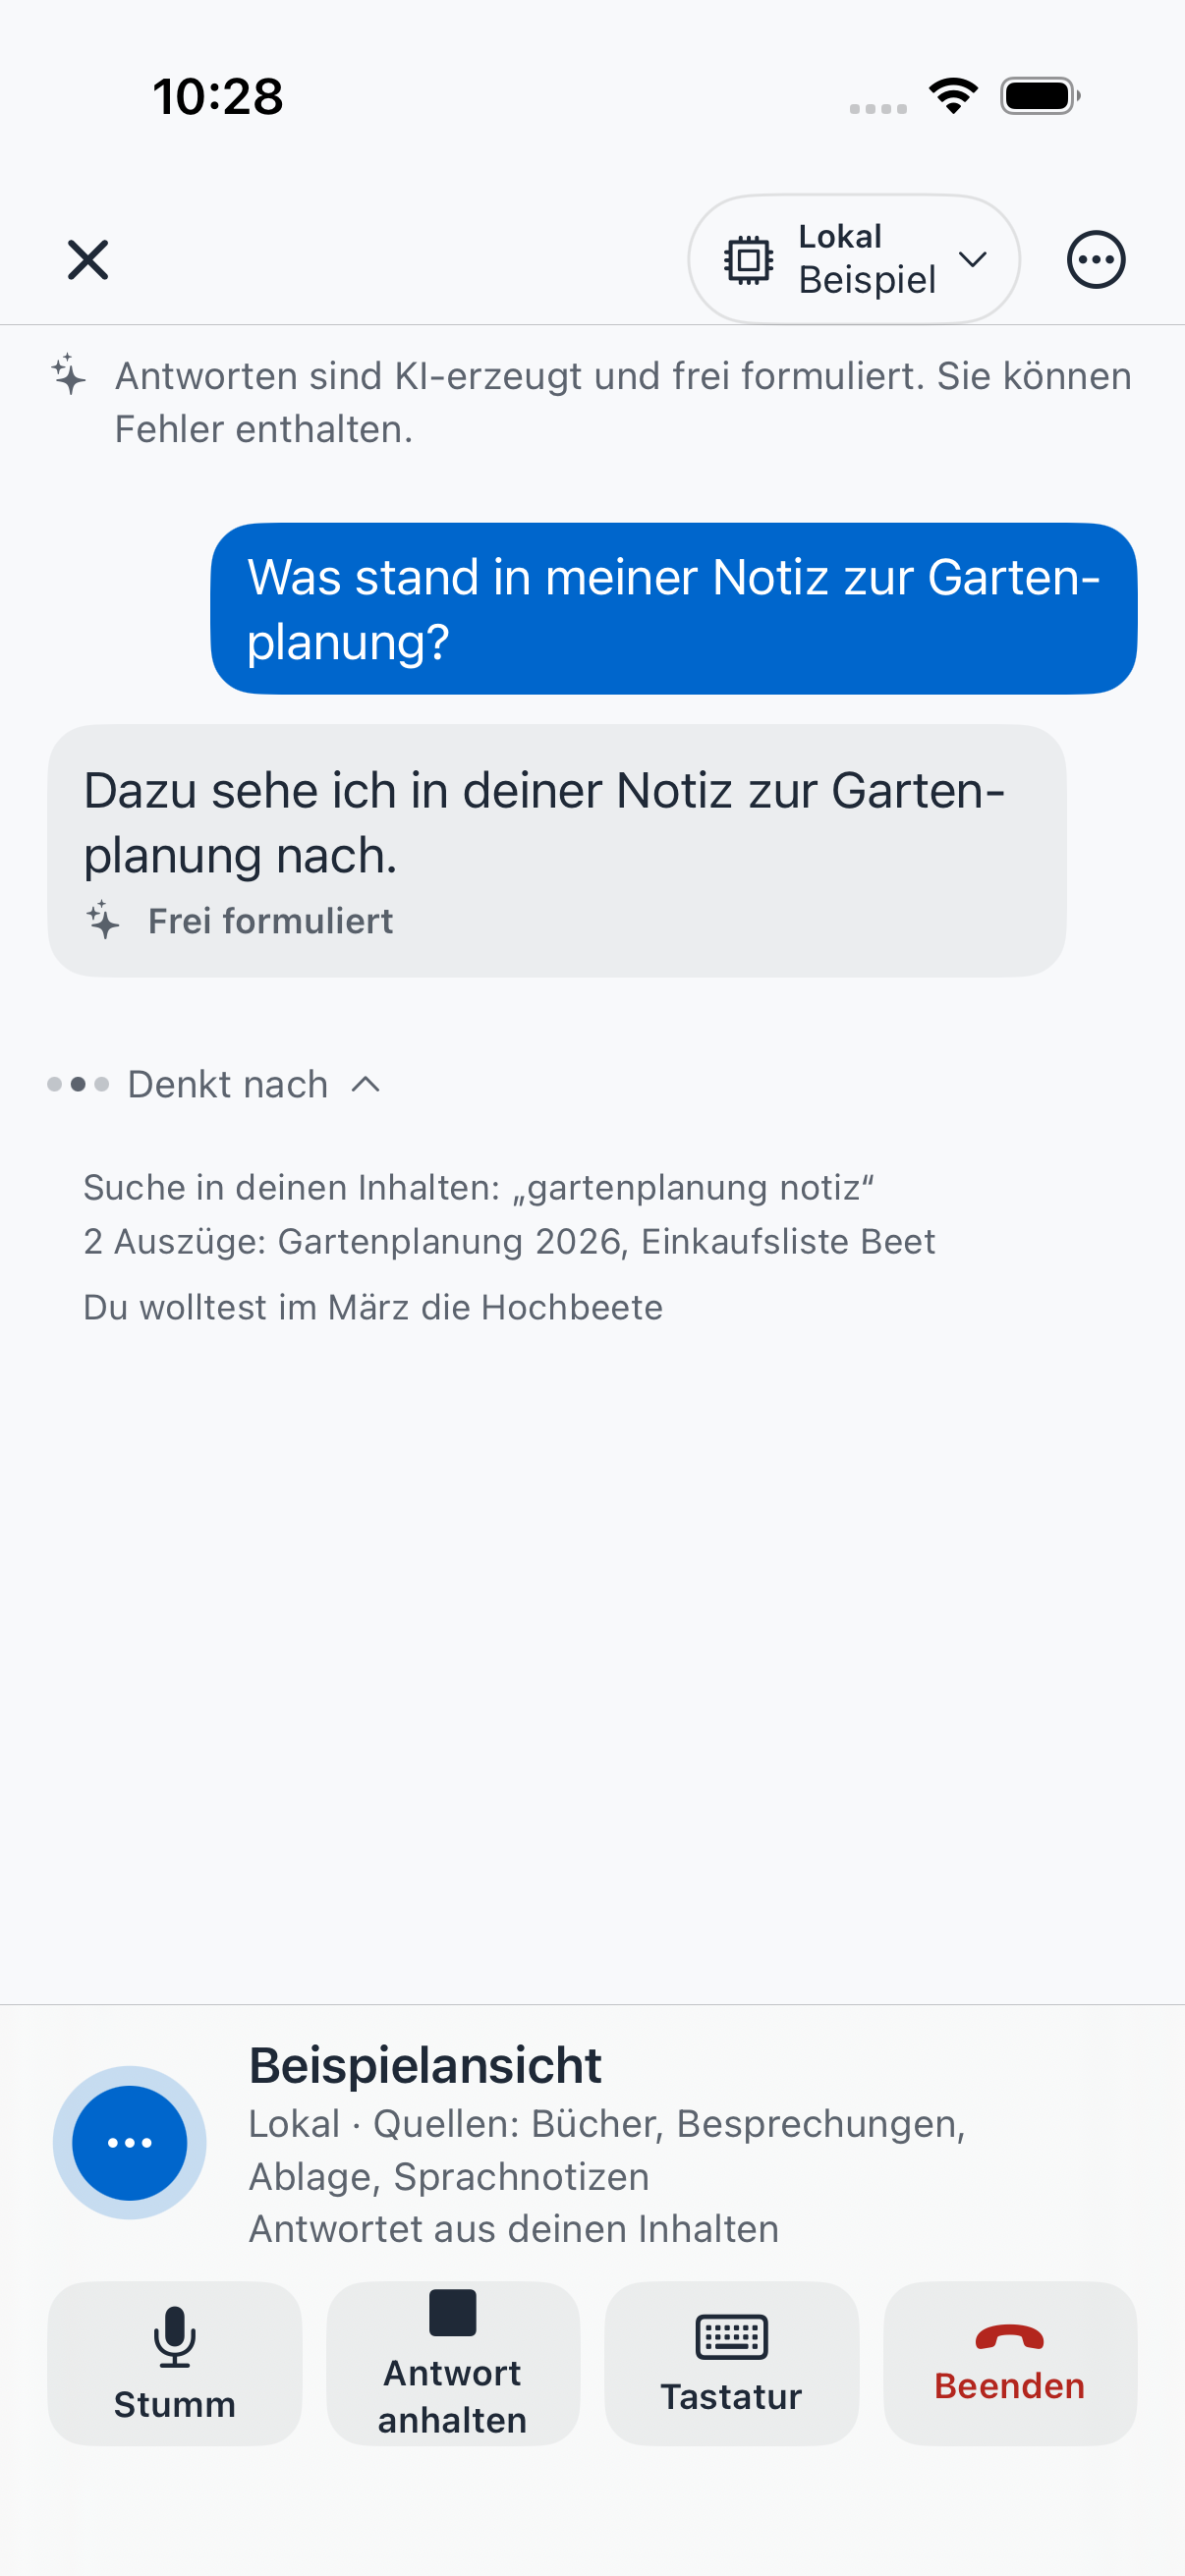 10:28
Lokal
Beispiel
Antworten sind KI-erzeugt und frei formuliert. Sie können
Fehler enthalten.
Was stand in meiner Notiz zur Garten-
planung?
Dazu sehe ich in deiner Notiz zur Garten-
planung nach.
Frei formuliert
Denkt nach
Suche in deinen Inhalten: „gartenplanung notiz“
2 Auszüge: Gartenplanung 2026, Einkaufsliste Beet
Du wolltest im März die Hochbeete
Beispielansicht
Lokal · Quellen: Bücher, Besprechungen,
Ablage, Sprachnotizen
Antwortet aus deinen Inhalten
Stumm
Antwort
anhalten
Tastatur
Beenden